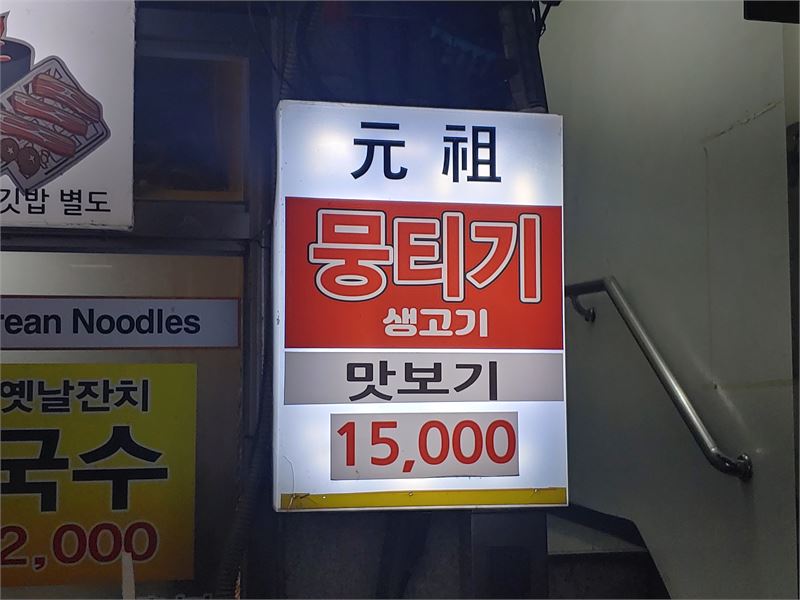 元祖
뭉티기
생고기
맛보기
15,000
깃밥 별도
rean Noodles
옛날잔치
국수
2,000